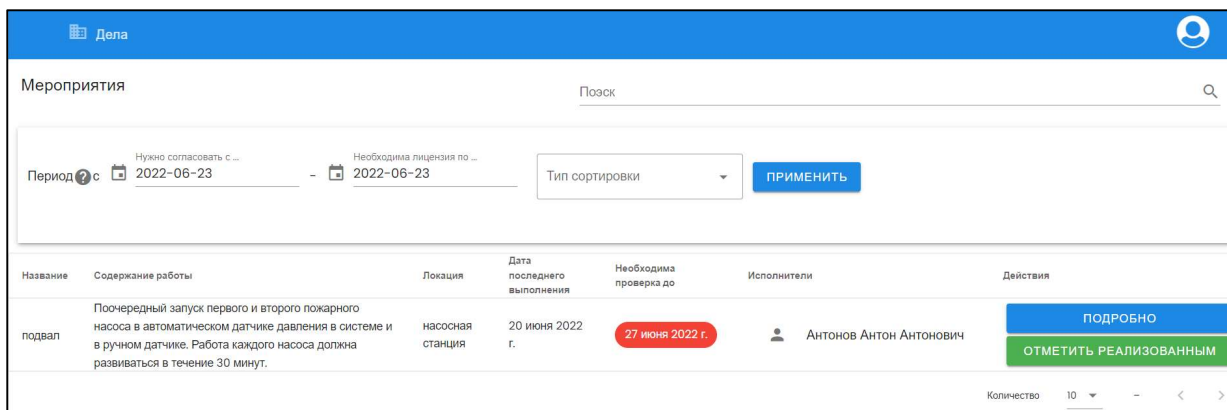 Дела
Мероприятия
Поэск
Период ? с
Нужно согласовать с ...
2022-06-23
–
Необходима лицензия по ...
2022-06-23
Тип сортировки
ПРИМЕНИТЬ
Название
Содержание работы
Локация
Дата
последнего
выполнения
Необходима
проверка до
Исполнители
Действия
подвал
Поочередный запуск первого и второго пожарного
насоса в автоматическом датчике давления в системе и
в ручном датчике. Работа каждого насоса должна
развиваться в течение 30 минут.
насосная
станция
20 июня 2022
г.
27 июня 2022 г.
Антонов Антон Антонович
ПОДРОБНО
ОТМЕТИТЬ РЕАЛИЗОВАННЫМ
Количество
10
–